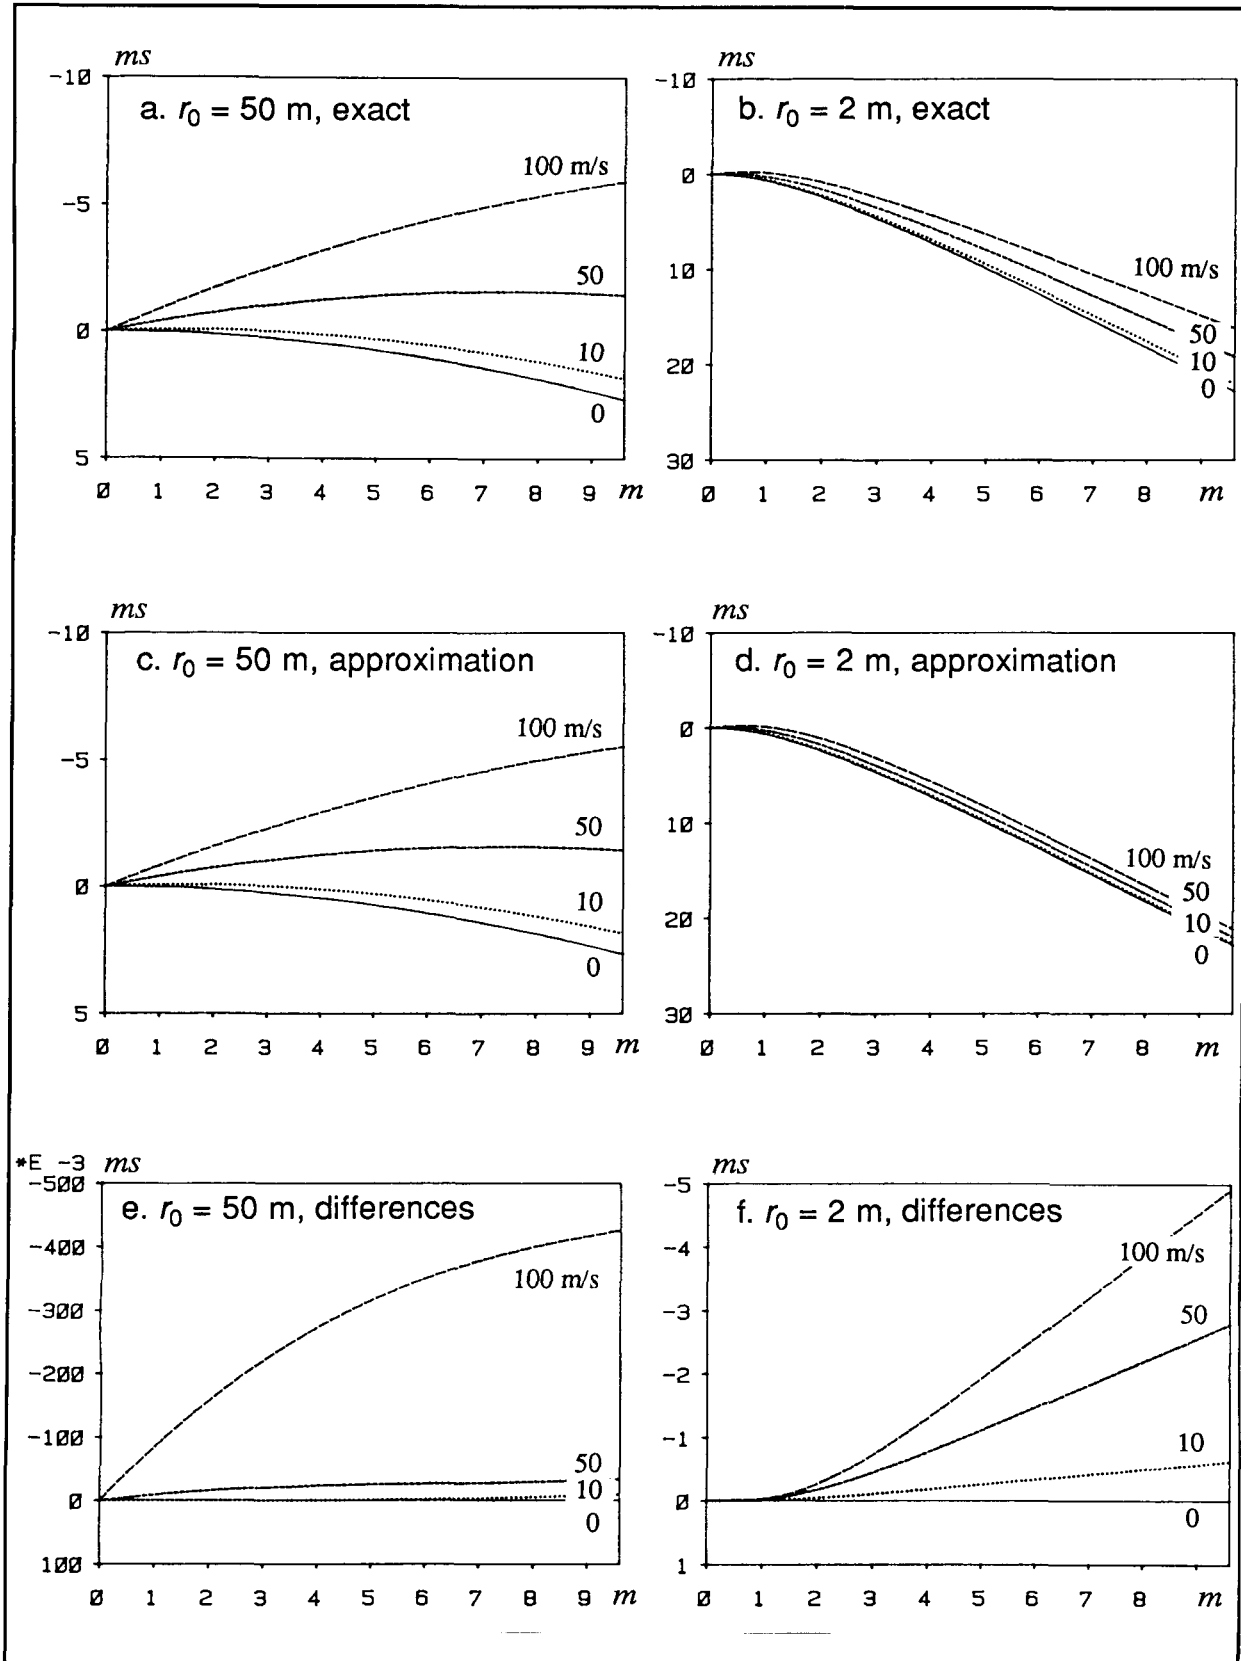 ms
a. r0 = 50 m, exact
-10
-5
0
5
100 m/s
50
10
0
0 1 2 3 4 5 6 7 8 9 m
ms
b. r0 = 2 m, exact
-10
0
10
20
30
100 m/s
50
10
0
0 1 2 3 4 5 6 7 8 m
ms
c. r0 = 50 m, approximation
-10
-5
0
5
100 m/s
50
10
0
0 1 2 3 4 5 6 7 8 9 m
ms
d. r0 = 2 m, approximation
-10
0
10
20
30
100 m/s
50
10
0
0 1 2 3 4 5 6 7 8 m
*E -3 ms
e. r0 = 50 m, differences
-500
-400
-300
-200
-100
0
100
100 m/s
50
10
0
0 1 2 3 4 5 6 7 8 9 m
f. r0 = 2 m, differences
-5
-4
-3
-2
-1
0
1
100 m/s
50
10
0
0 1 2 3 4 5 6 7 8 m